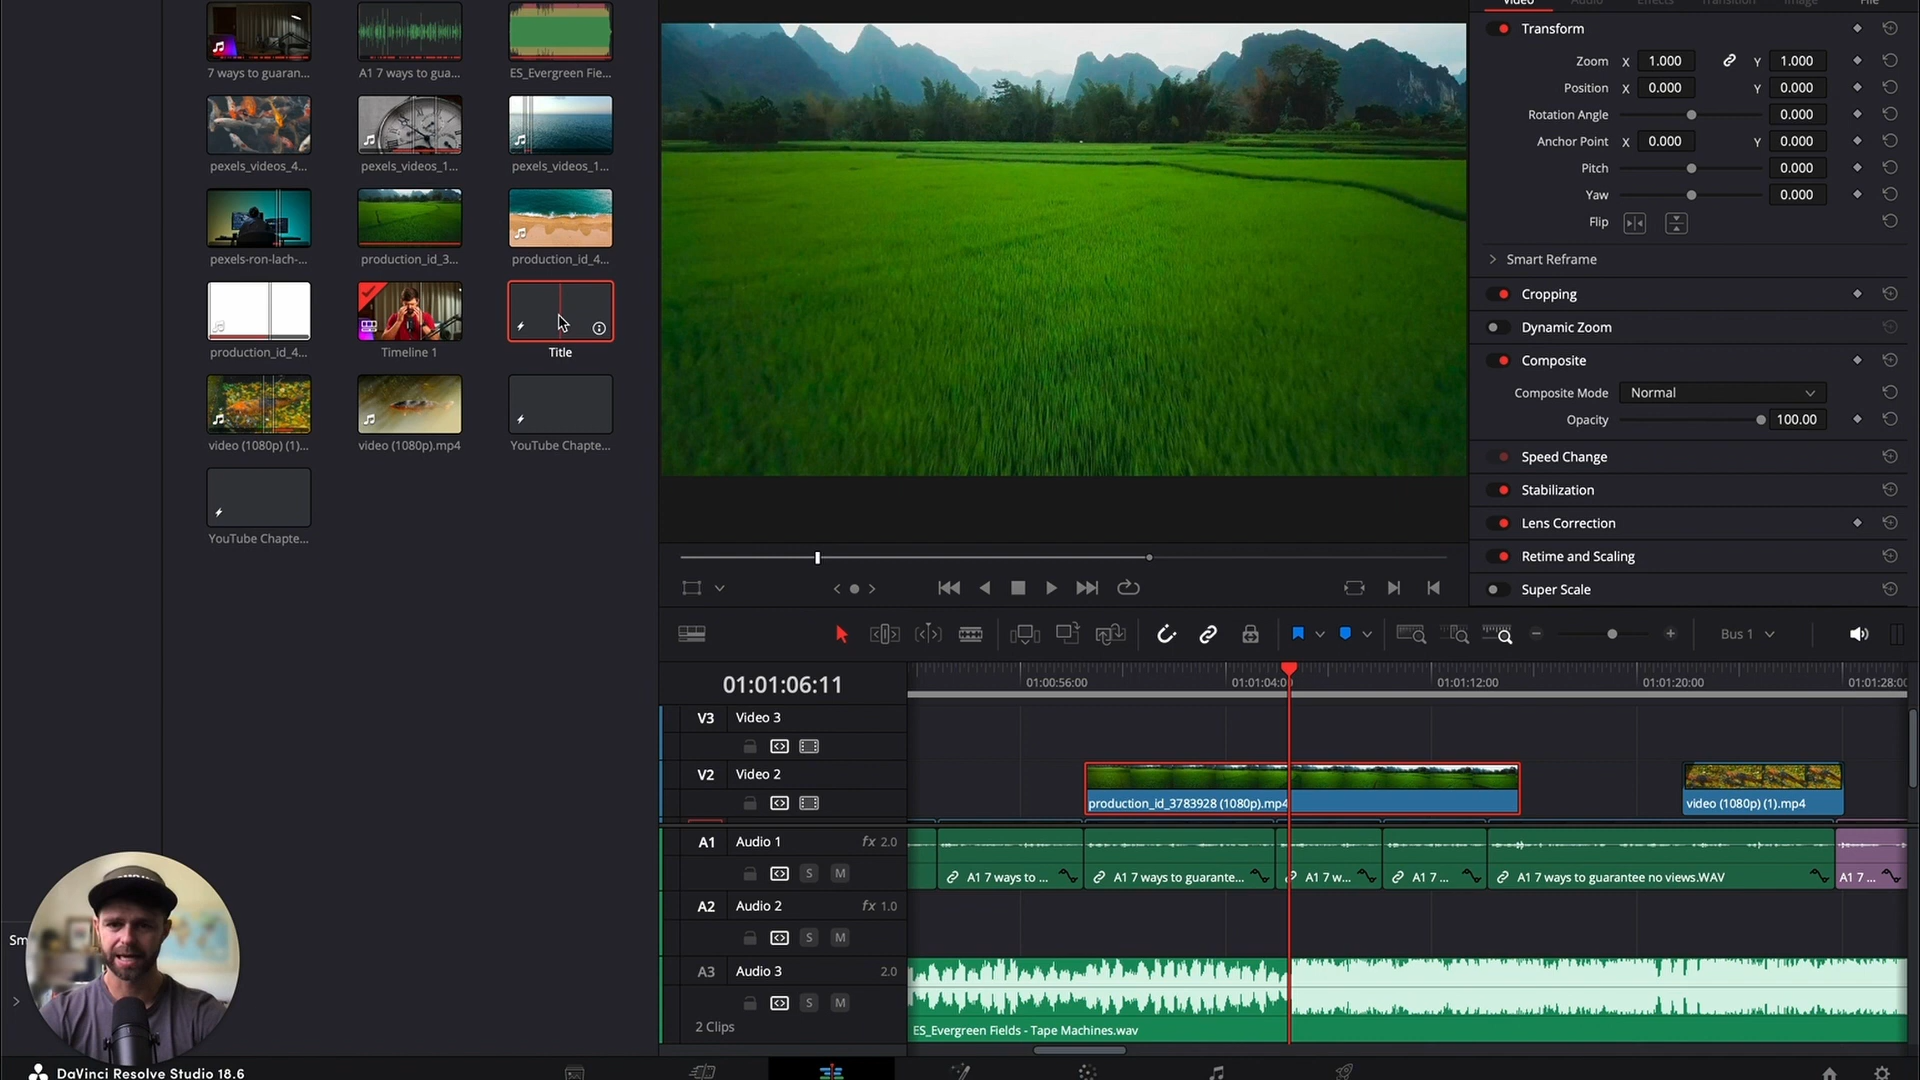 7 ways to guaran...
A1 7 ways to gua...
ES_Evergreen Fie...
pexels_videos_4...
pexels_videos_1...
pexels_videos_1...
pexels-ron-lach-...
production_id_3...
production_id_4...
production_id_4...
Timeline 1
Title
video (1080p) (1)...
video (1080p).mp4
YouTube Chapte...
YouTube Chapte...
Video
Audio
Effects
Transition
Image
File
Transform
Zoom X 1.000 Y 1.000
Position X 0.000 Y 0.000
Rotation Angle 0.000
Anchor Point X 0.000 Y 0.000
Pitch 0.000
Yaw 0.000
Flip
Smart Reframe
Cropping
Dynamic Zoom
Composite
Composite Mode Normal
Opacity 100.00
Speed Change
Stabilization
Lens Correction
Retime and Scaling
Super Scale
Bus 1
01:01:06:11
01:00:56:00
01:01:04:0
01:01:12:00
01:01:20:00
01:01:28:00
V3 Video 3
V2 Video 2
production_id_3783928 (1080p).mp4
video (1080p) (1).mp4
A1 Audio 1 fx 2.0
S M
A1 7 ways to ...
A1 7 ways to guarante...
A1 7 w...
A1 7 ...
A1 7 ways to guarantee no views.WAV
A1 7 ...
A2 Audio 2 fx 1.0
S M
A3 Audio 3 2.0
S M
2 Clips
ES_Evergreen Fields - Tape Machines.wav
Sm
DaVinci Resolve Studio 18.6